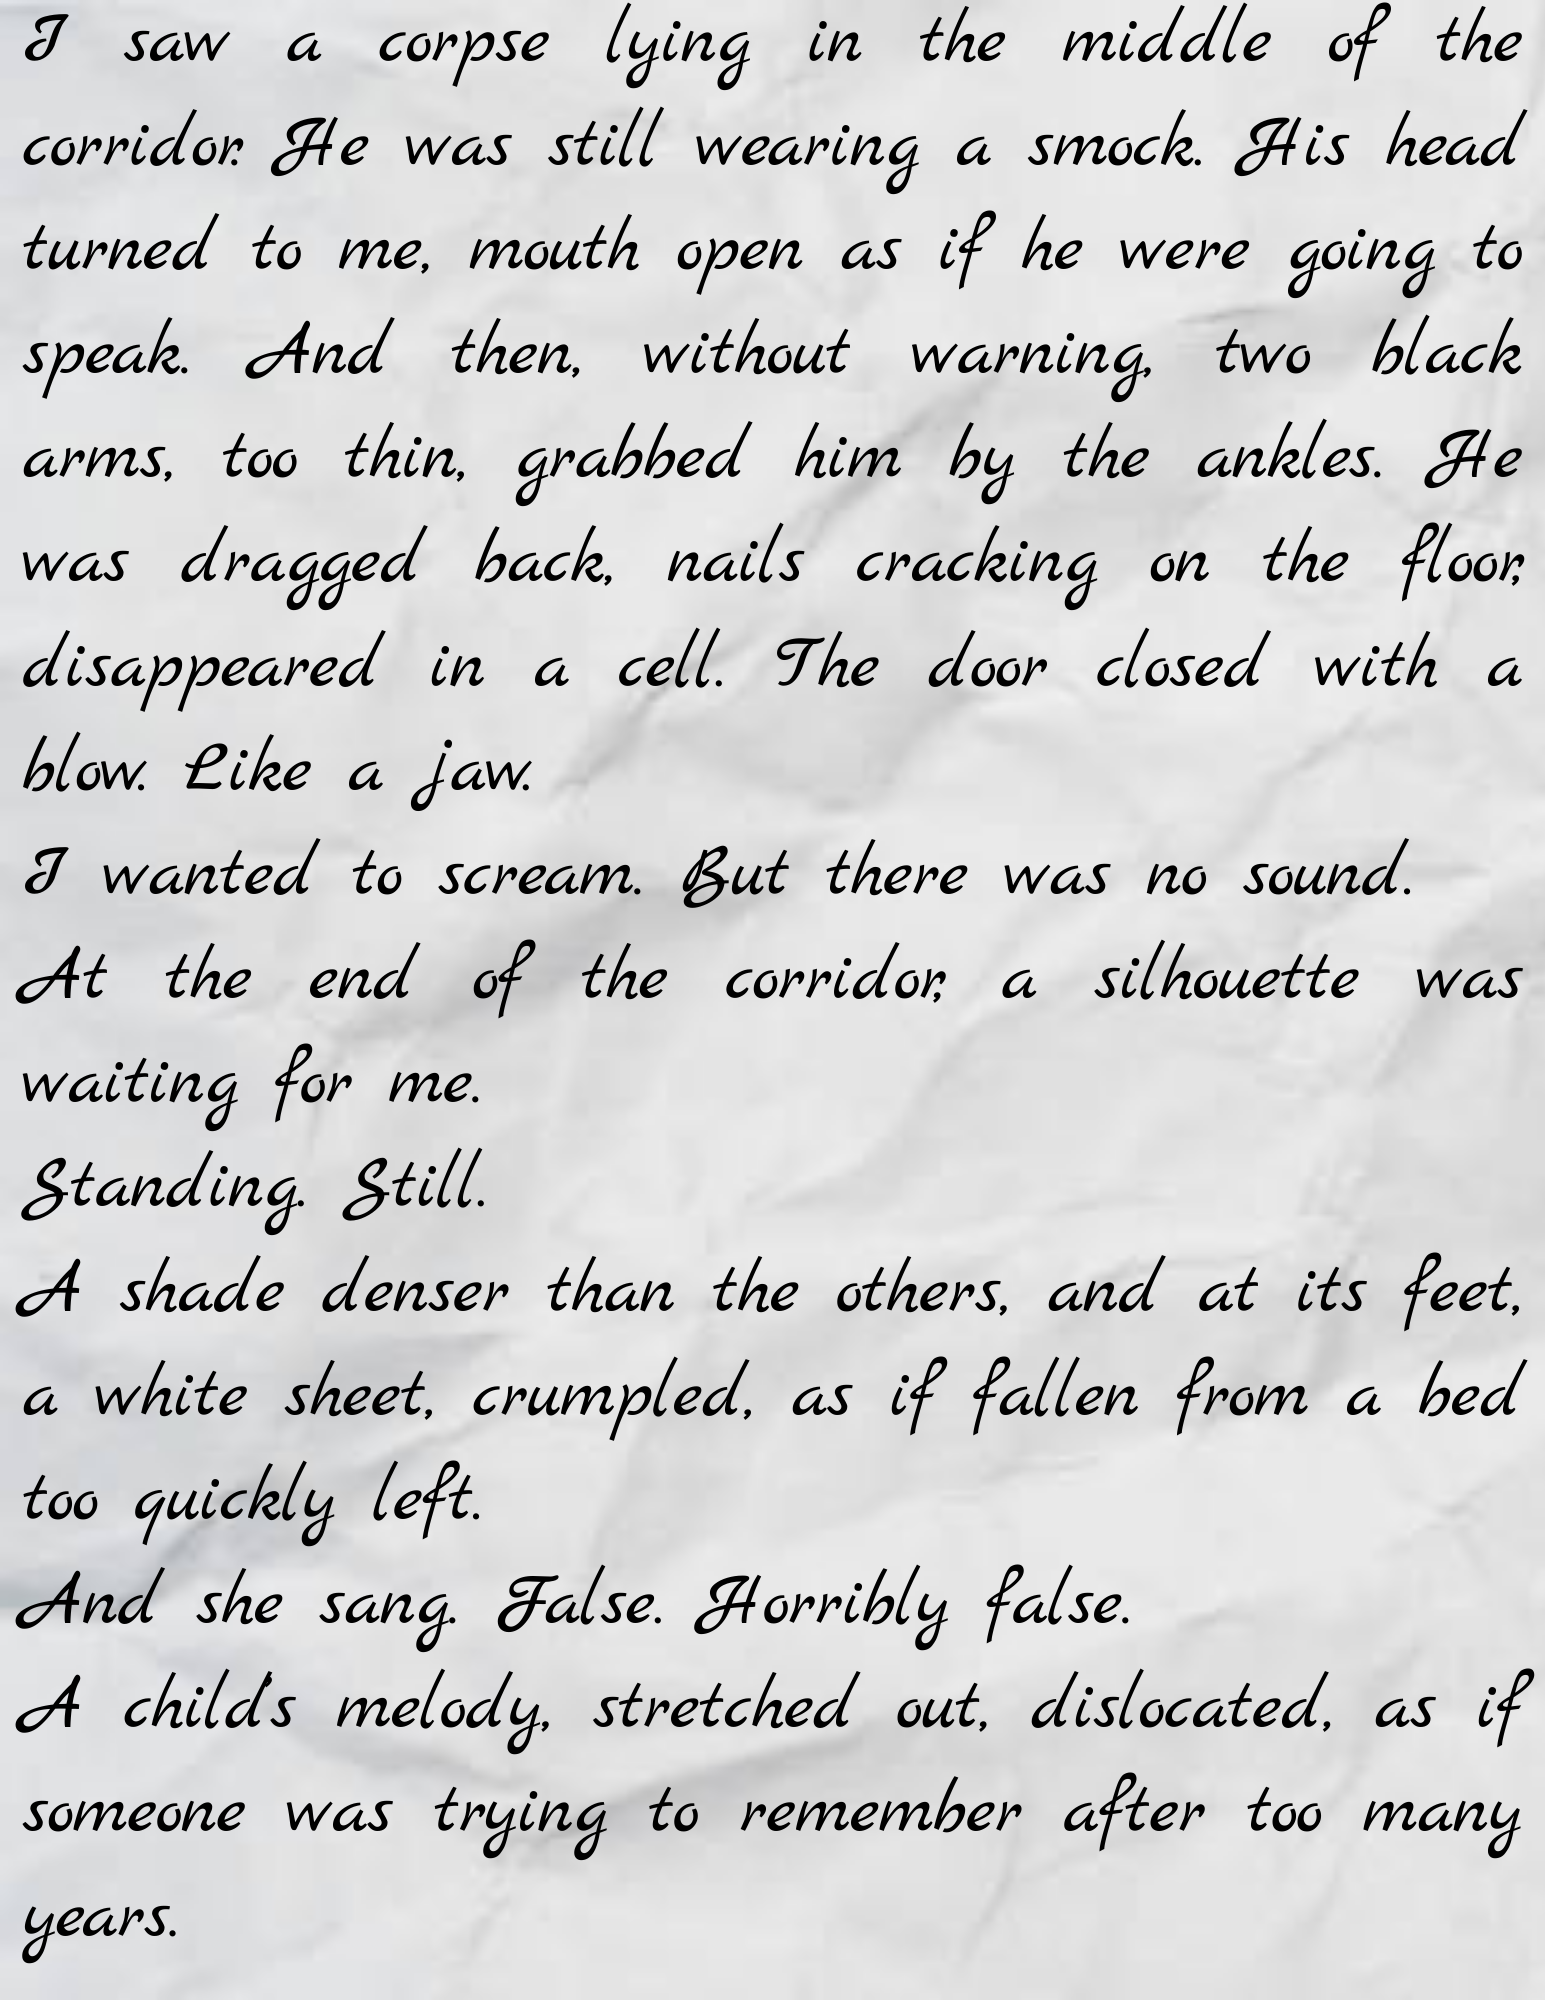 I saw a corpse lying in the middle of the
corridor. He was still wearing a smock. His head
turned to me, mouth open as if he were going to
speak. And then, without warning, two black
arms, too thin, grabbed him by the ankles. He
was dragged back, nails cracking on the floor,
disappeared in a cell. The door closed with a
blow. Like a jaw.
I wanted to scream. But there was no sound.
At the end of the corridor, a silhouette was
waiting for me.
Standing. Still.
A shade denser than the others, and at its feet,
a white sheet, crumpled, as if fallen from a bed
too quickly left.
And she sang. False. Horribly false.
A child's melody, stretched out, dislocated, as if
someone was trying to remember after too many
years.